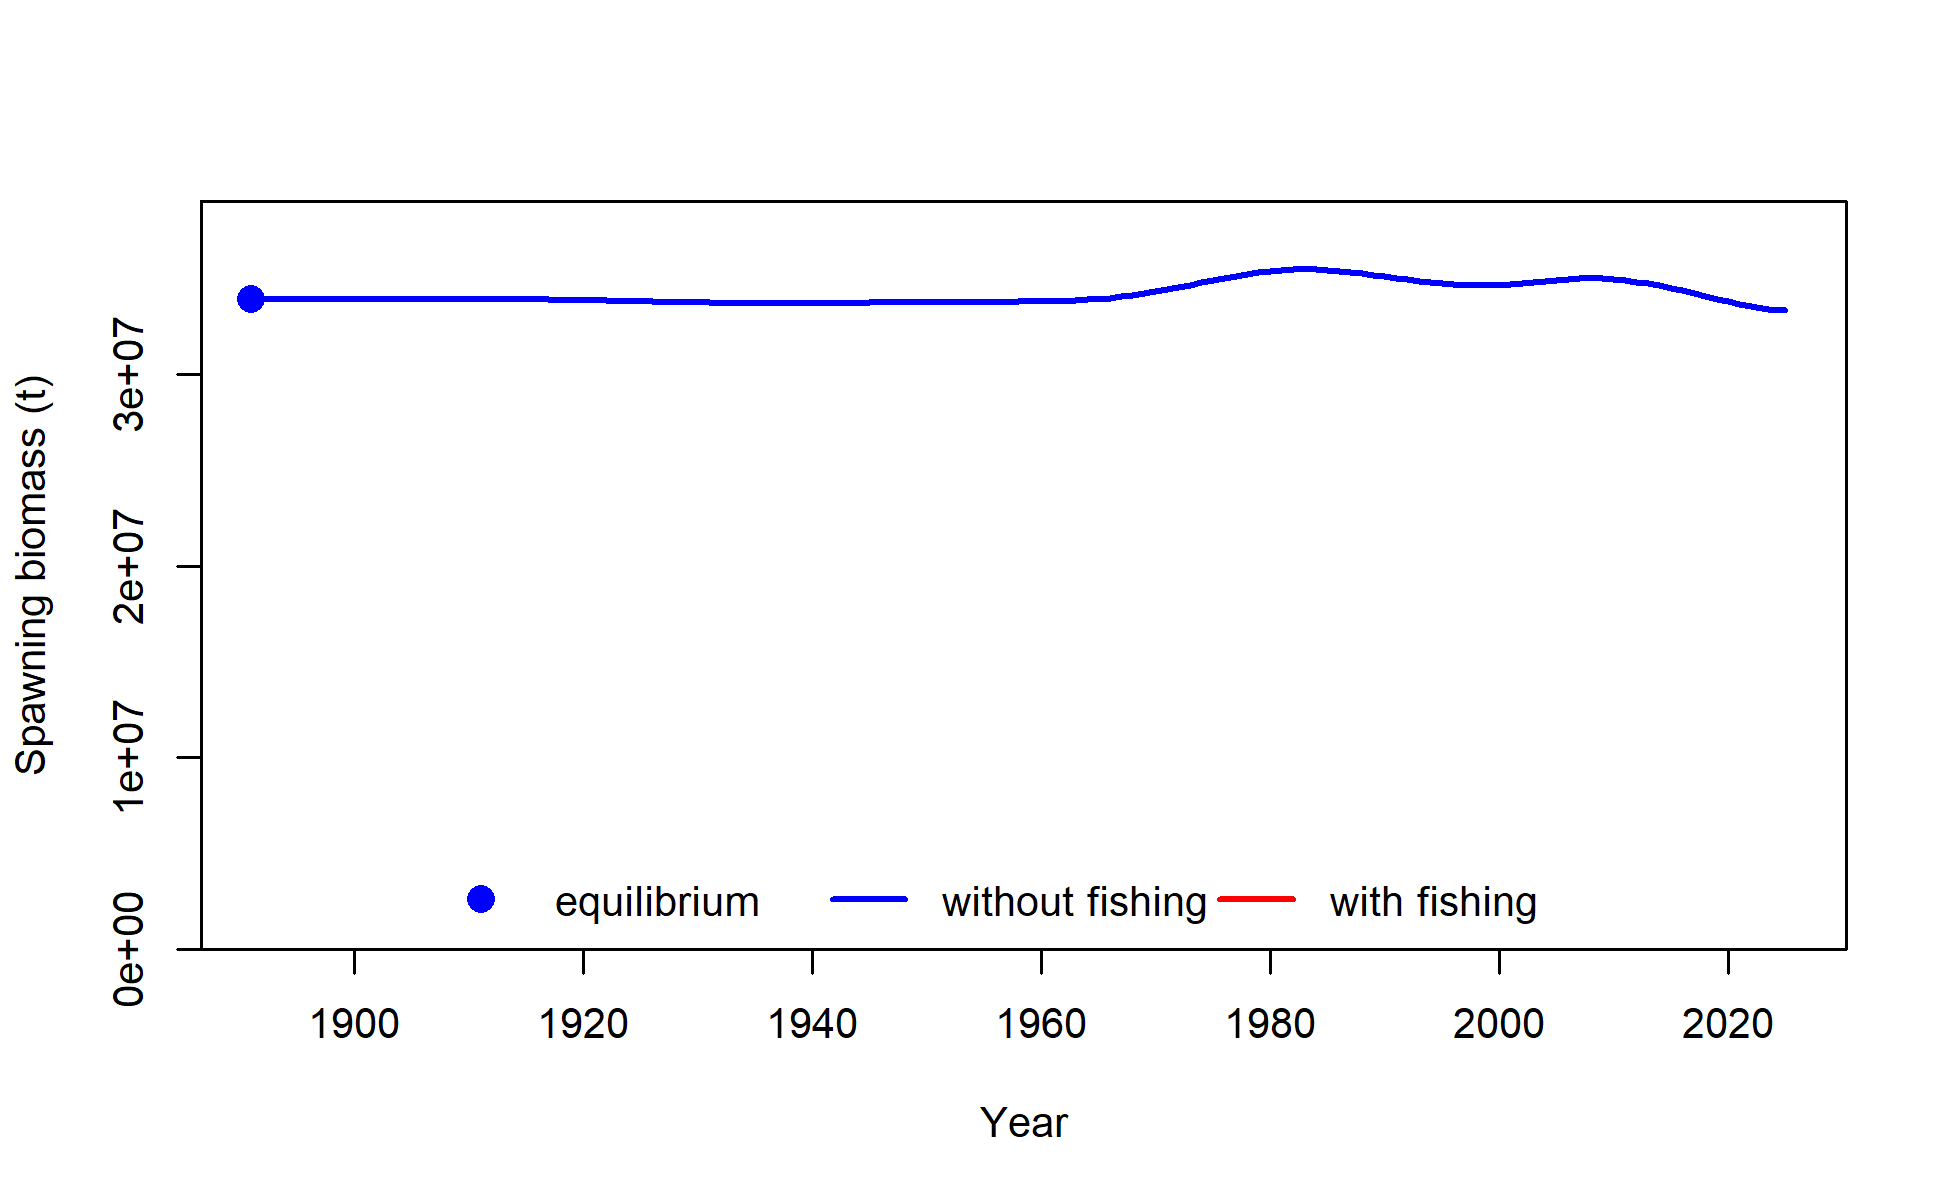 Spawning biomass (t)
3e+07
2e+07
1e+07
0e+00
equilibrium without fishing with fishing
1900 1920 1940 1960 1980 2000 2020
Year